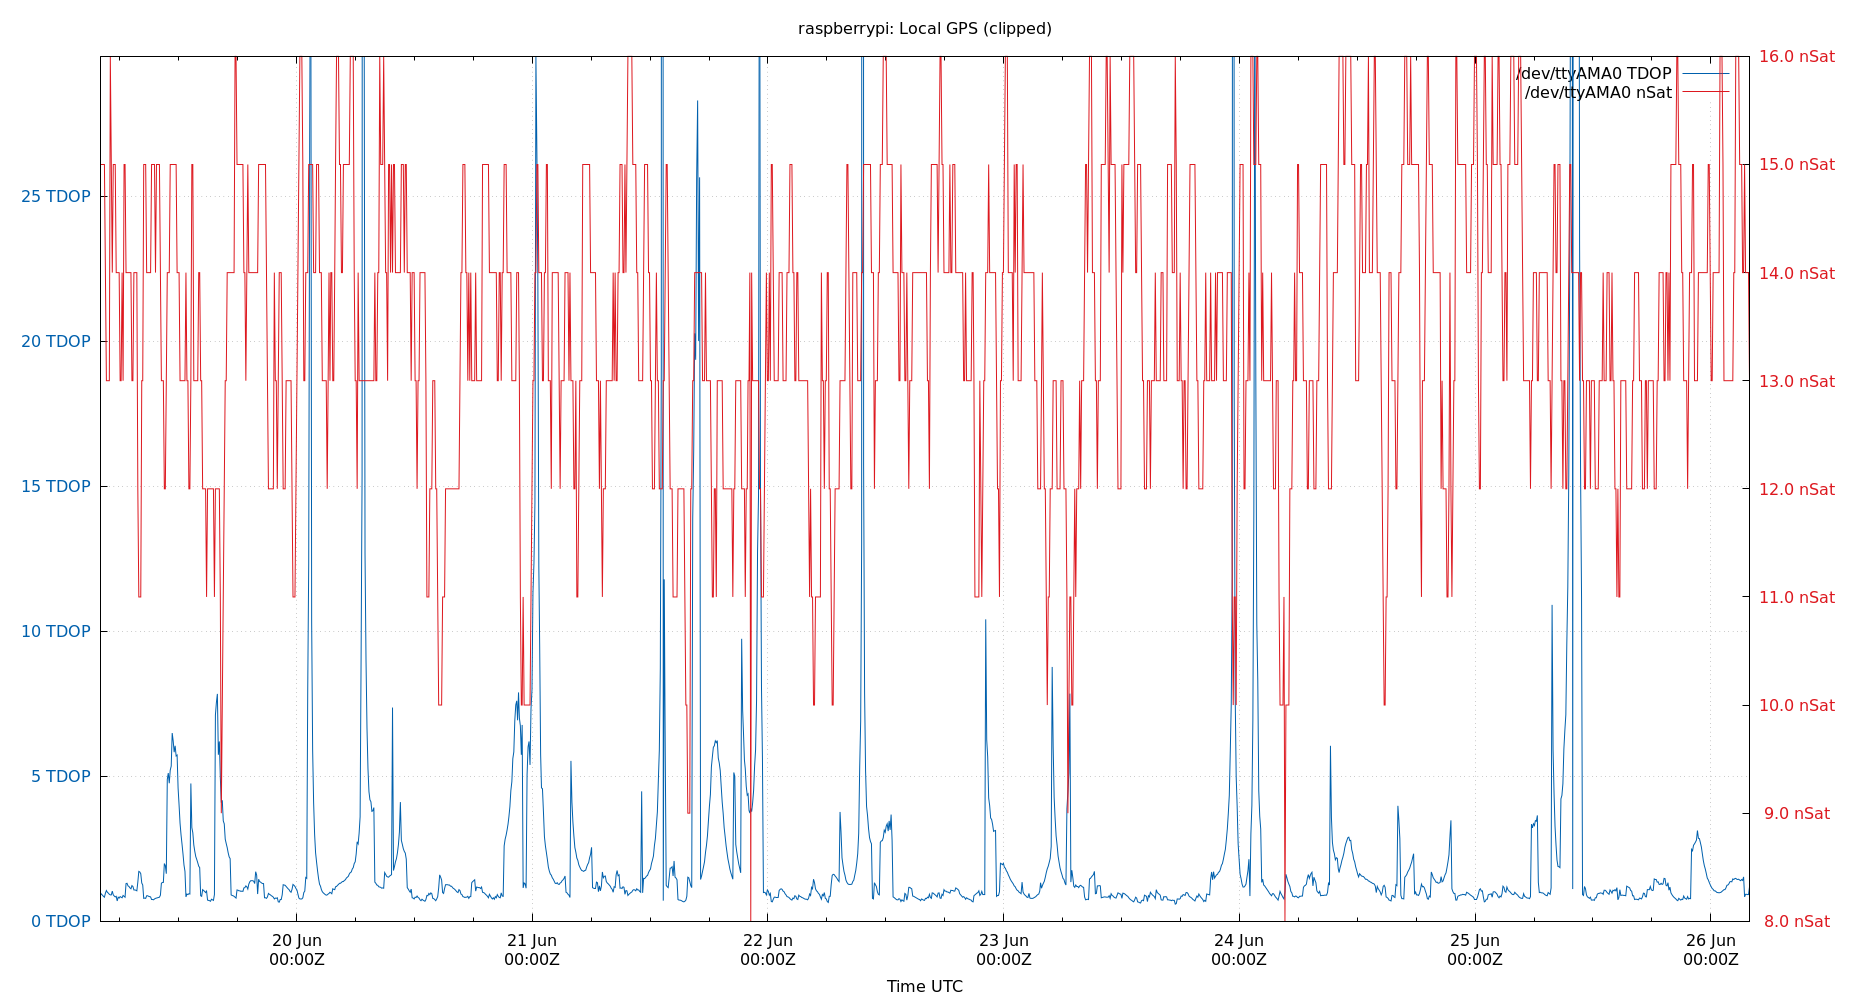 raspberrypi: Local GPS (clipped)
16.0 nSat
/dev/ttyAMA0 TDOP
/dev/ttyAMA0 nSat
15.0 nSat
25 TDOP
14.0 nSat
20 TDOP
13.0 nSat
15 TDOP
12.0 nSat
11.0 nSat
10 TDOP
10.0 nSat
5 TDOP
9.0 nSat
0 TDOP
8.0 nSat
20 Jun 21 Jun 22 Jun 23 Jun 24 Jun 25 Jun 26 Jun
00:00Z 00:00Z 00:00Z 00:00Z 00:00Z 00:00Z 00:00Z
Time UTC